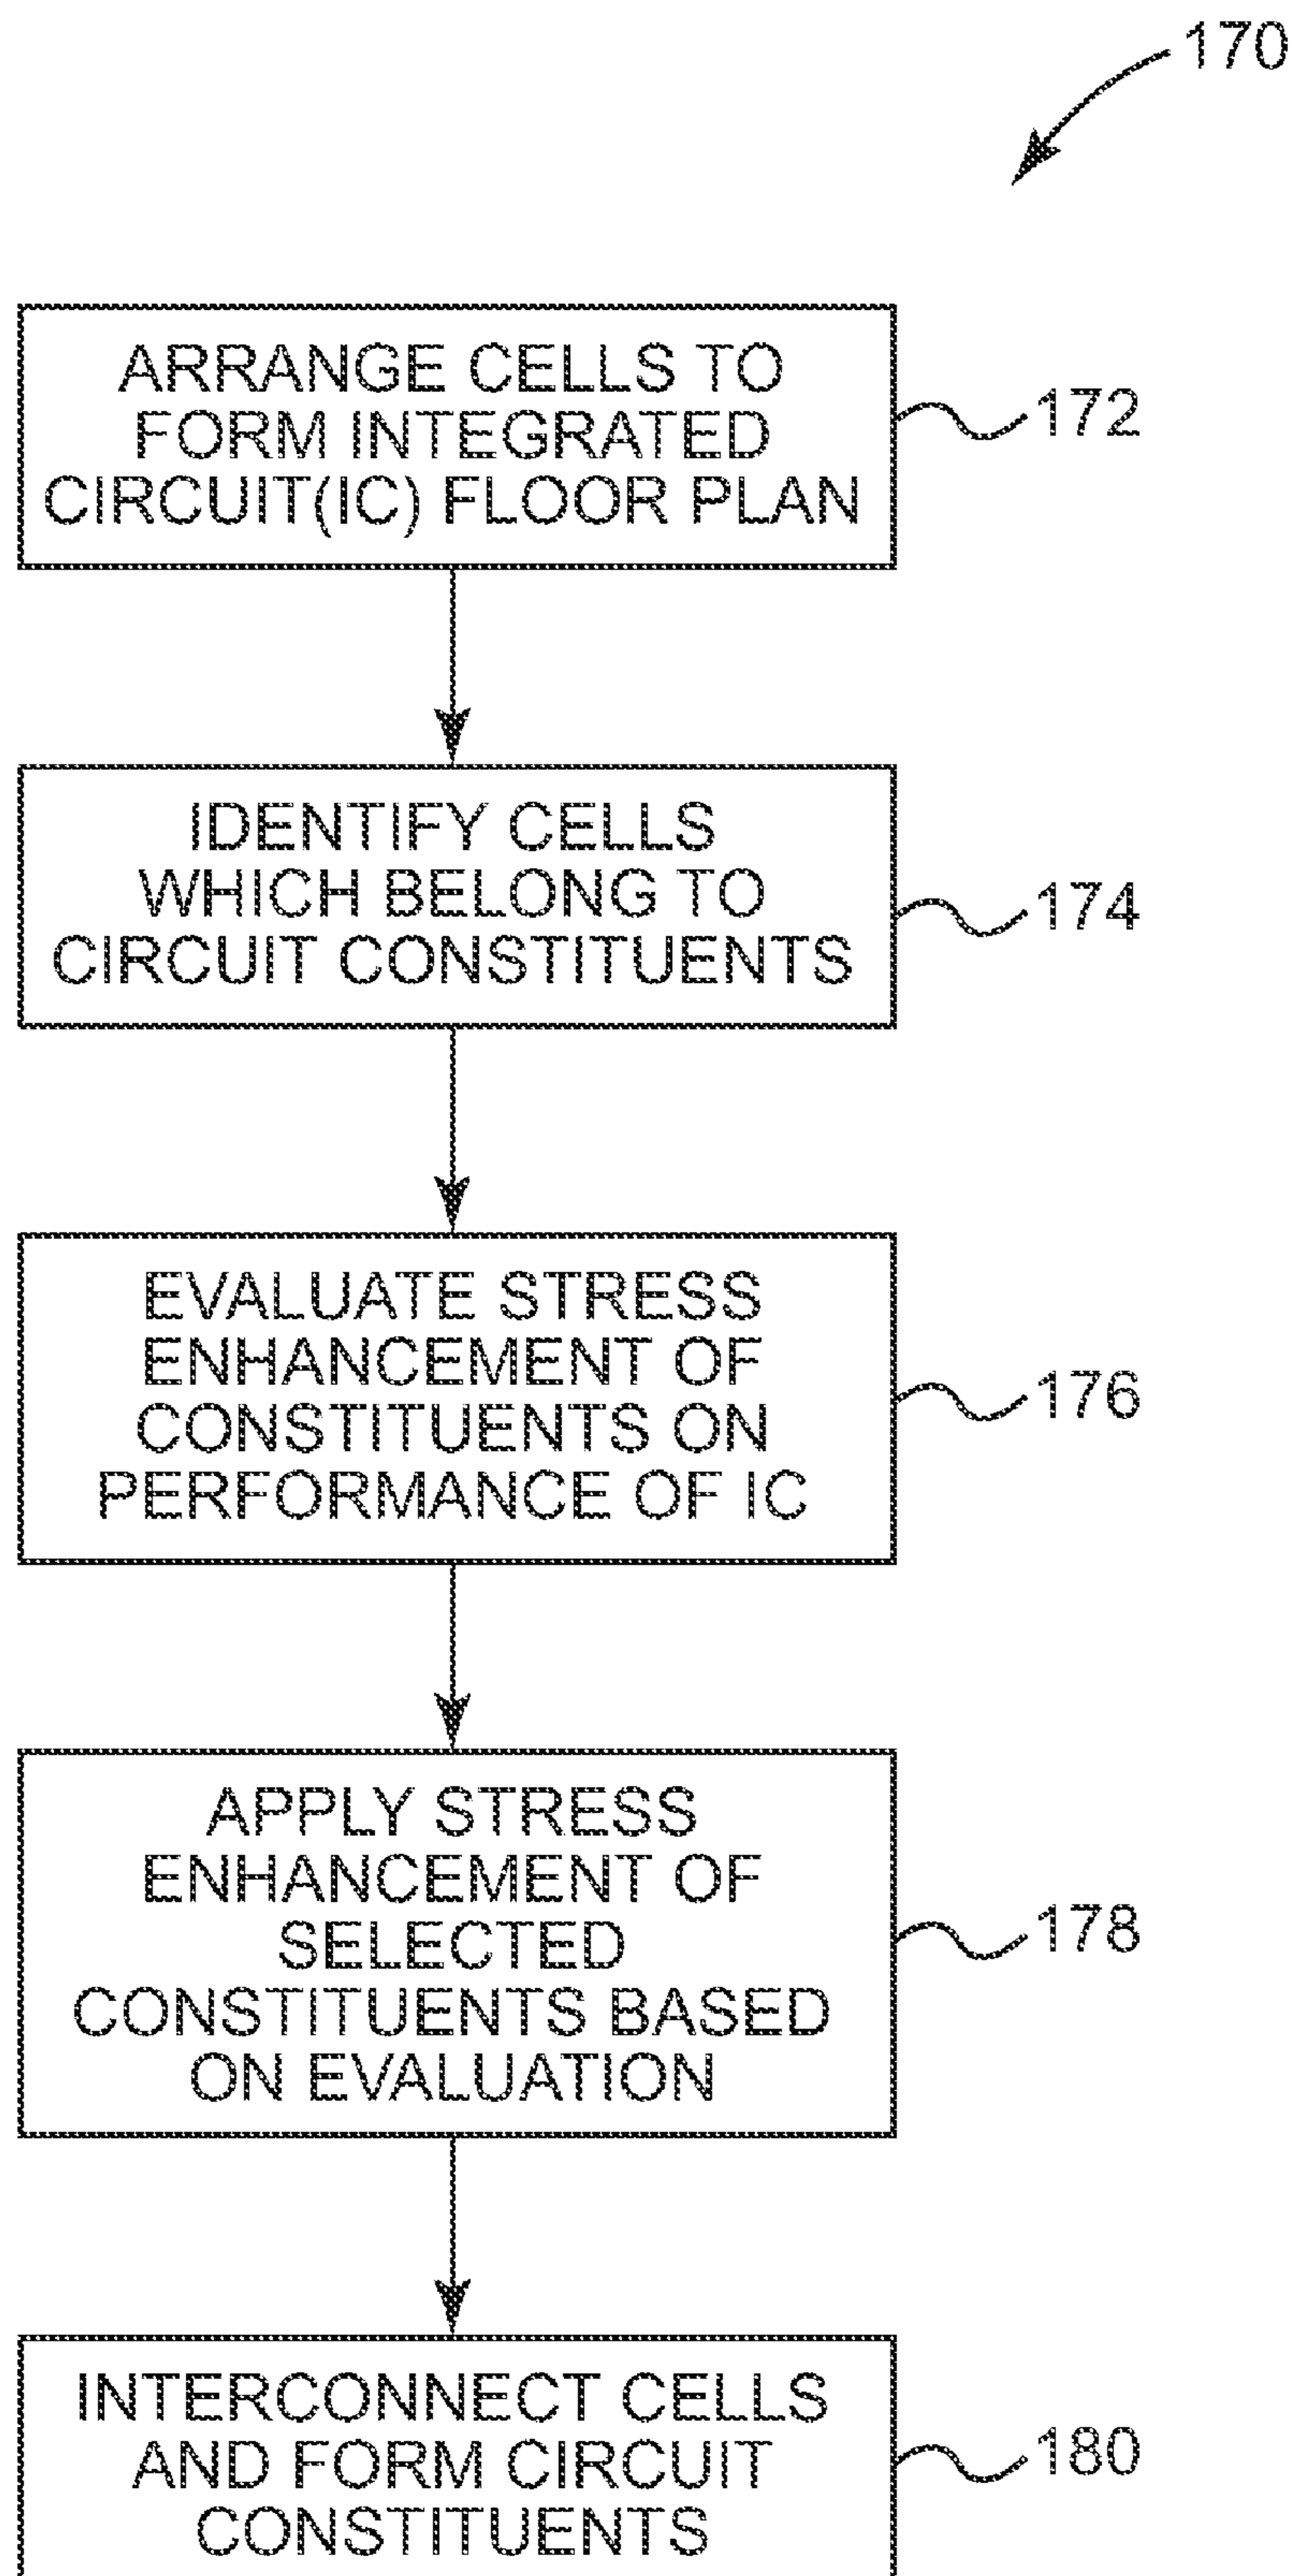 170
ARRANGE CELLS TO
FORM INTEGRATED
CIRCUIT(IC) FLOOR PLAN
172
IDENTIFY CELLS
WHICH BELONG TO
CIRCUIT CONSTITUENTS
174
EVALUATE STRESS
ENHANCEMENT OF
CONSTITUENTS ON
PERFORMANCE OF IC
176
APPLY STRESS
ENHANCEMENT OF
SELECTED
CONSTITUENTS BASED
ON EVALUATION
178
INTERCONNECT CELLS
AND FORM CIRCUIT
CONSTITUENTS
180